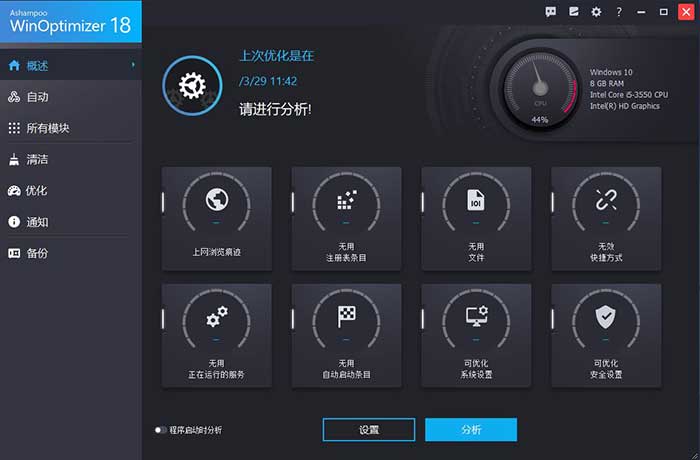 Ashampoo
WinOptimizer 18
?
概述
自动
所有模块
清洁
优化
通知
备份
上次优化是在
/3/29 11:42
请进行分析!
CPU
44%
Windows 10
8 GB RAM
Intel Core i5-3550 CPU
Intel(R) HD Graphics
上网浏览痕迹
无用
注册表条目
101
无用
文件
无效
快捷方式
无用
正在运行的服务
无用
自动启动条目
可优化
系统设置
可优化
安全设置
程序启动时分析
设置
分析